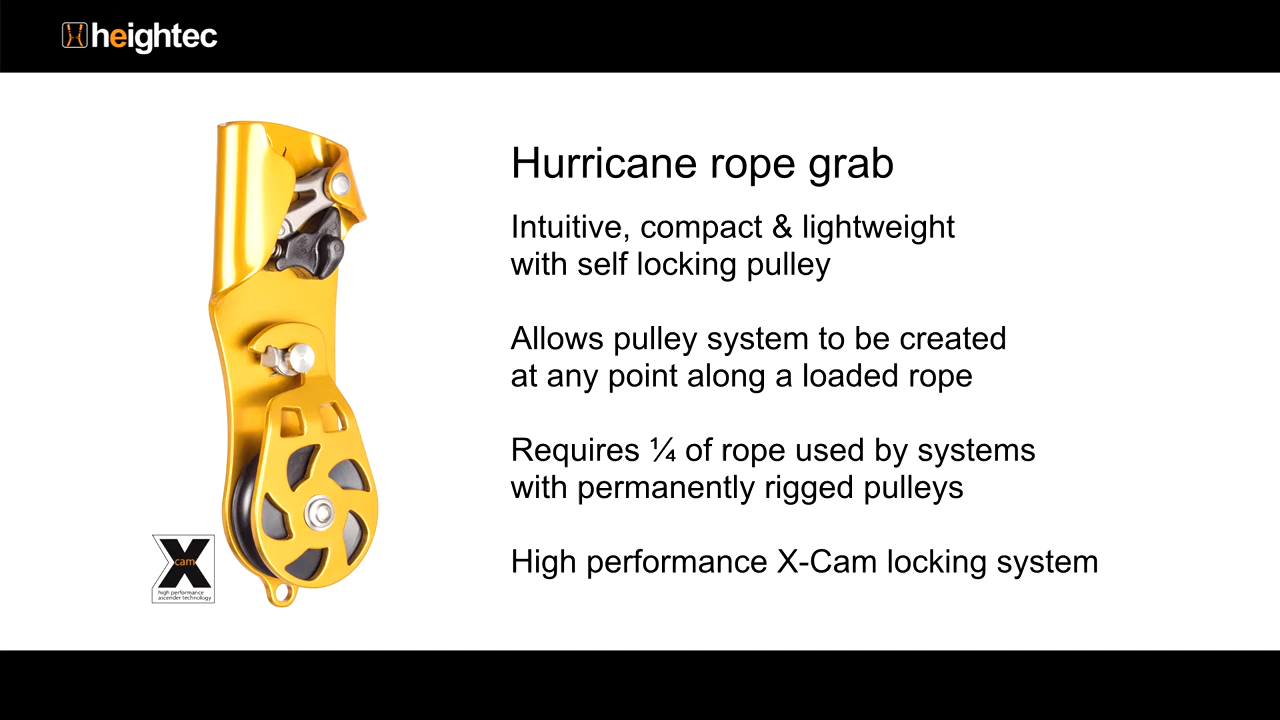 heightec
Hurricane rope grab
Intuitive, compact & lightweight
with self locking pulley
Allows pulley system to be created
at any point along a loaded rope
Requires ¼ of rope used by systems
with permanently rigged pulleys
High performance X-Cam locking system
X
cam
high performance
ascender technology